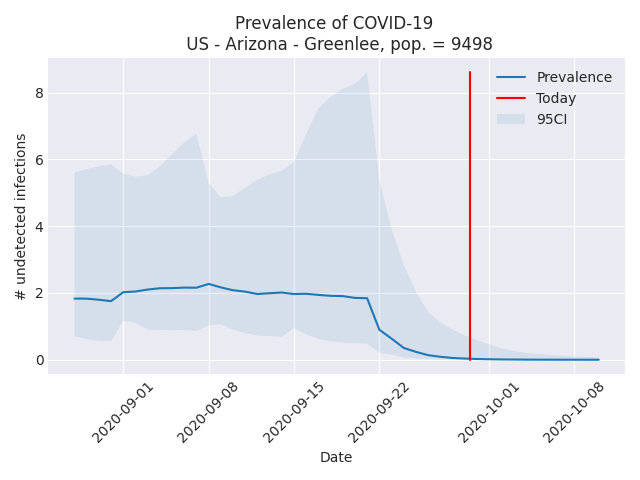 Prevalence of COVID-19
US - Arizona - Greenlee, pop. = 9498
Prevalence
Today
95CI
# undetected infections
8
6
4
2
0
2020-09-01
2020-09-08
2020-09-15
2020-09-22
2020-10-01
2020-10-08
Date